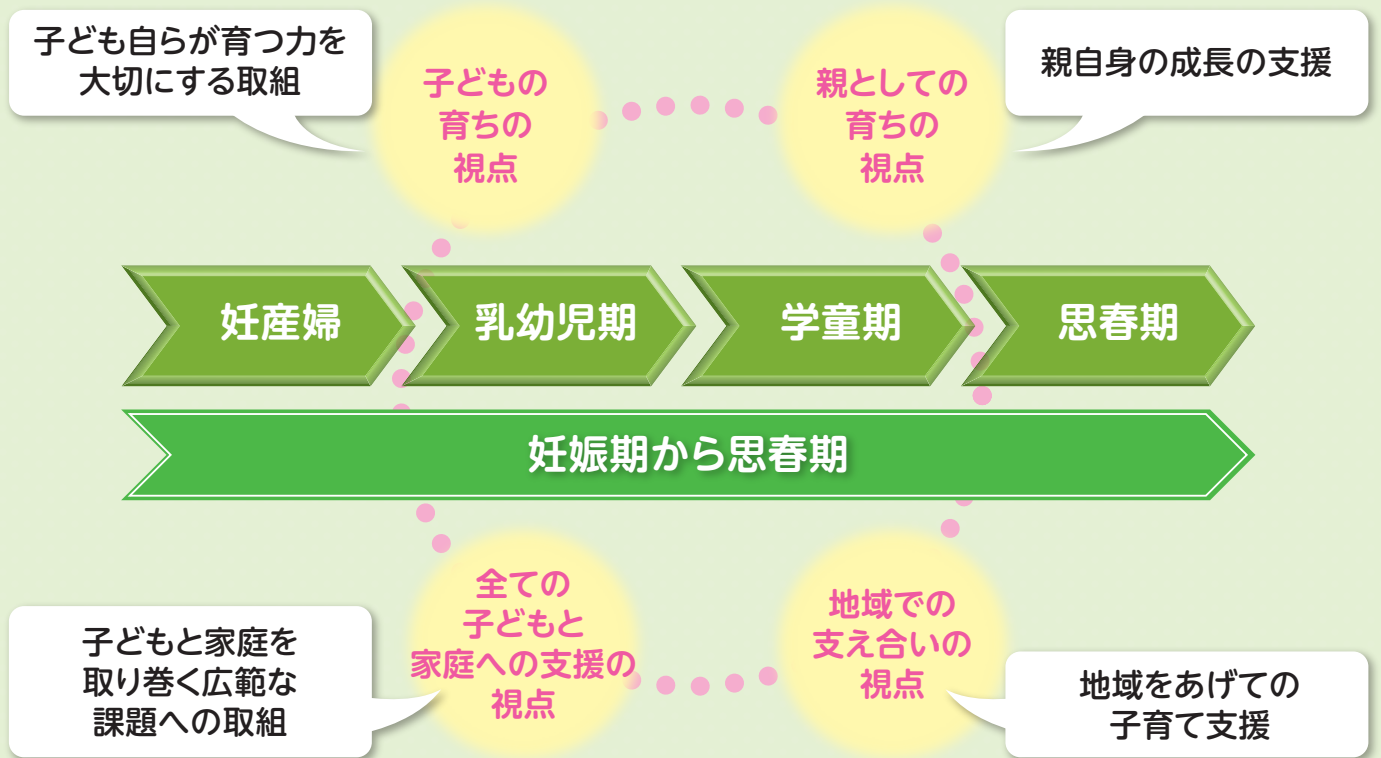 子ども自らが育つ力を
大切にする取組
子どもの
育ちの
視点
親としての
育ちの
視点
親自身の成長の支援
妊産婦
乳幼児期
学童期
思春期
妊娠期から思春期
子どもと家庭を
取り巻く広範な
課題への取組
全ての
子どもと
家庭への支援の
視点
地域での
支え合いの
視点
地域をあげての
子育て支援